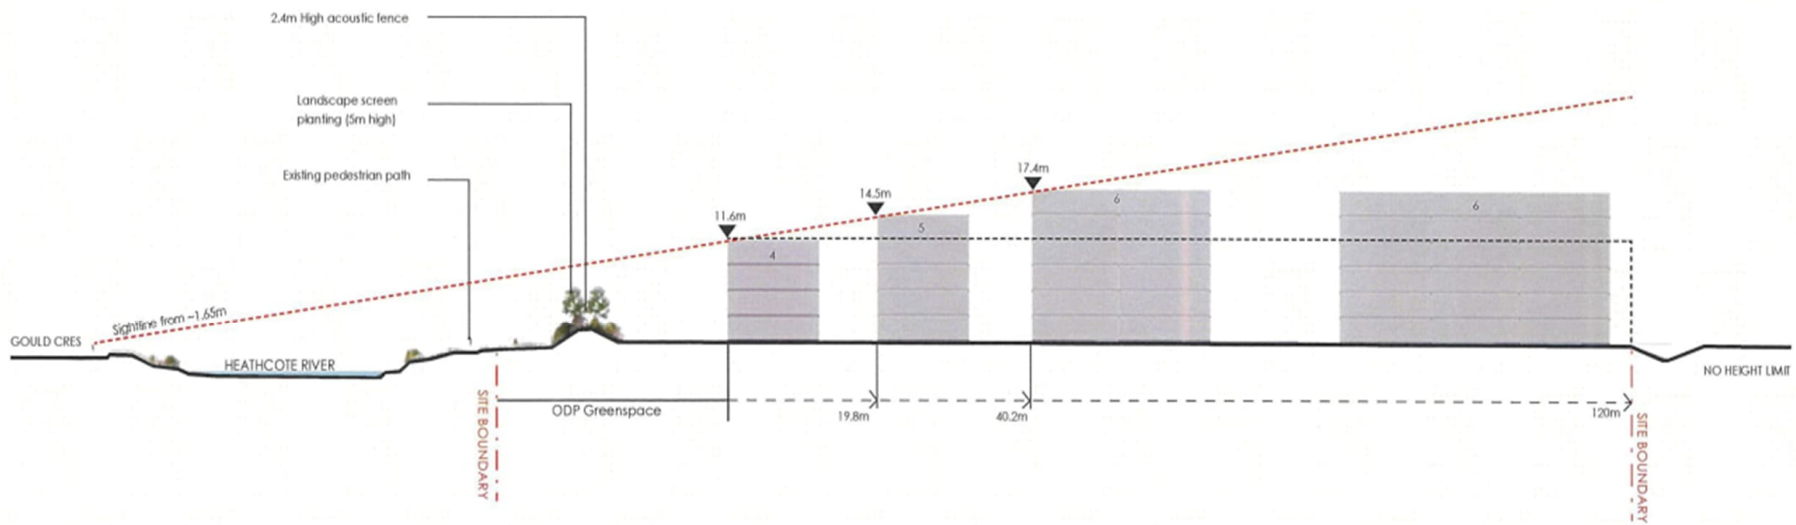 2.4m High acoustic fence
Landscape screen
planting (5m high)
Existing pedestrian path
17.4m
14.5m
11.6m
6
6
5
4
Sightline from ~1.65m
GOULD CRES
HEATHCOTE RIVER
NO HEIGHT LIMIT
ODP Greenspace
19.8m
40.2m
120m
SITE BOUNDARY
SITE BOUNDARY